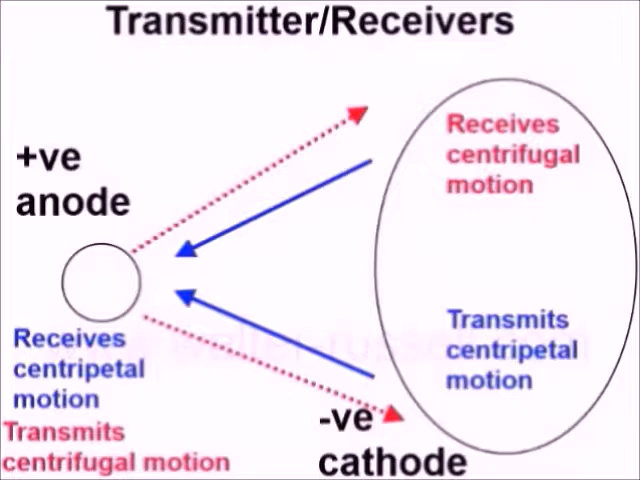 Transmitter/Receivers
+ve
anode
Receives
centrifugal
motion
Receives
centripetal
motion
Transmits
centrifugal motion
Transmits
centripetal
motion
-ve
cathode